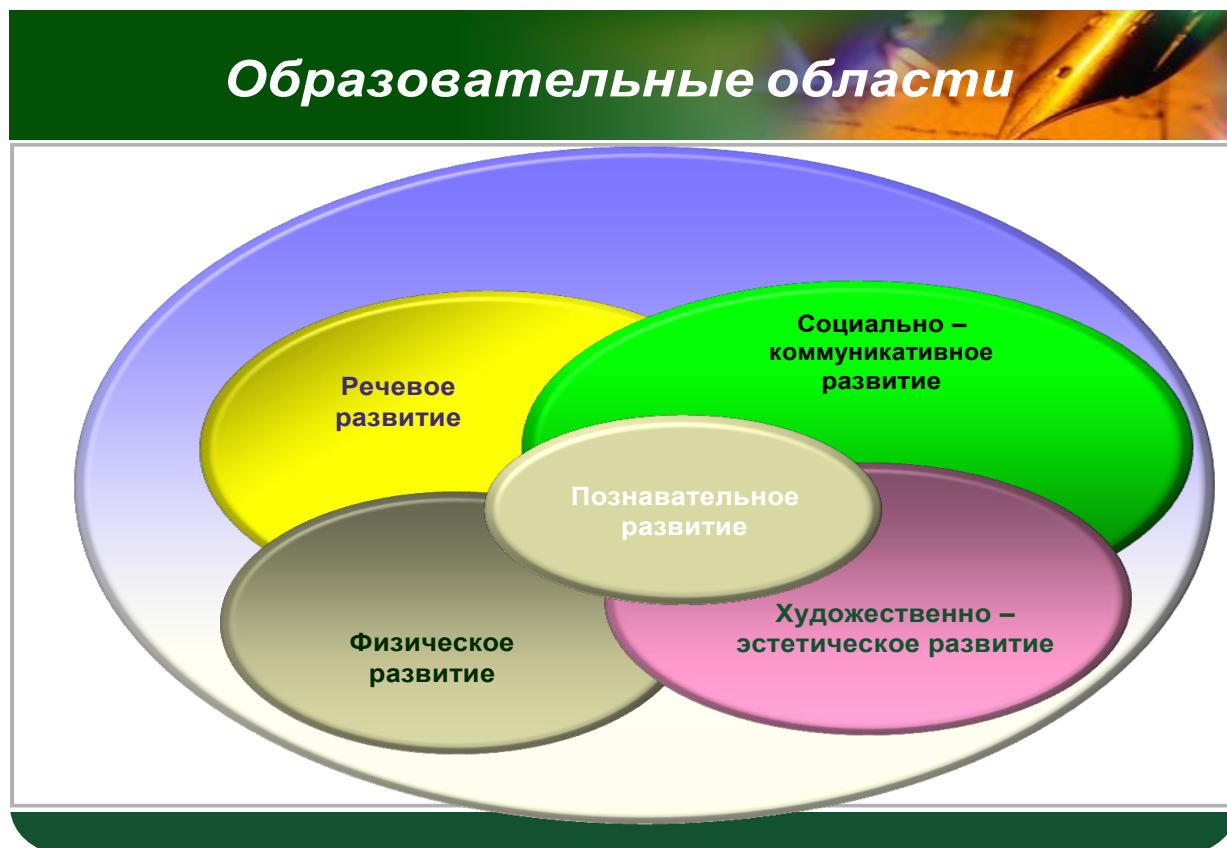 Образовательные области
Социально –
коммуникативное
развитие
Речевое
развитие
Познавательное
развитие
Художественно –
эстетическое развитие
Физическое
развитие